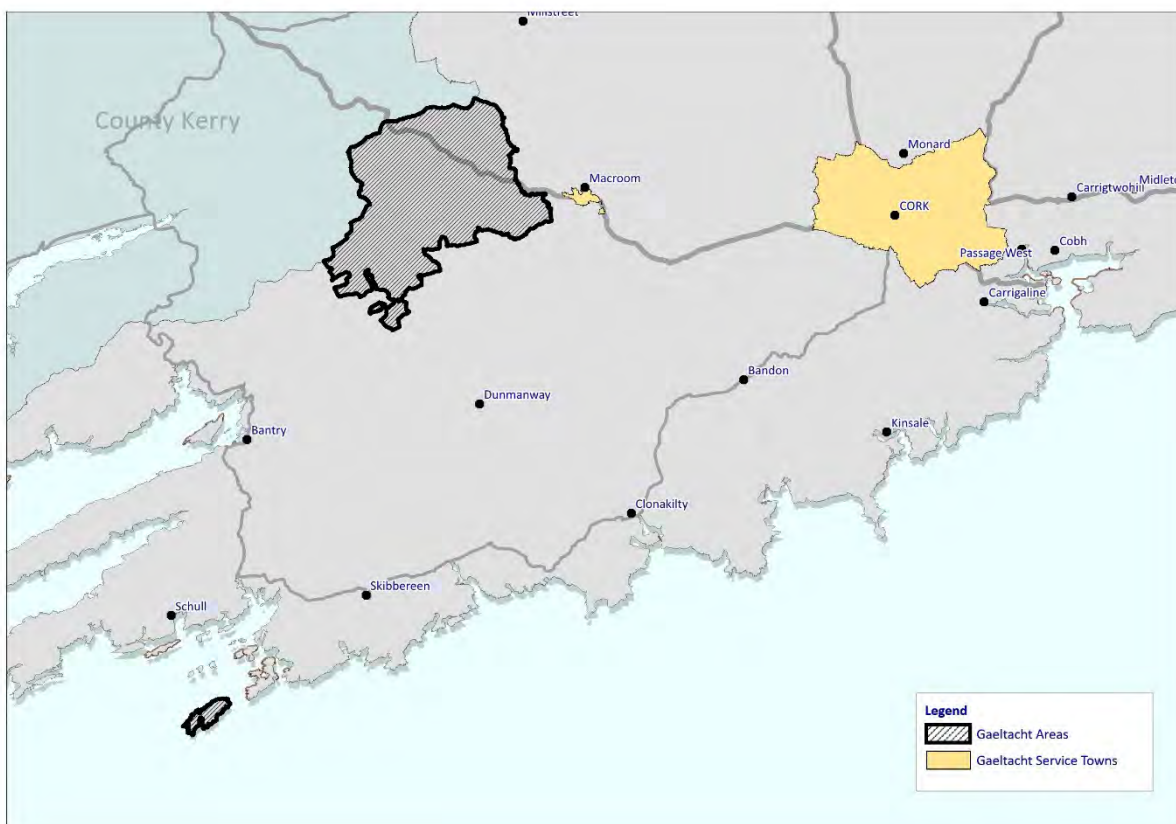 Millstreet
County Kerry
Monard
Macroom
Carrigtwohill
CORK
Passage West
Cobh
Carrigaline
Bandon
Dunmanway
Kinsale
Bantry
Clonakilty
Skibbereen
Schull
Legend
Gaeltacht Areas
Gaeltacht Service Towns